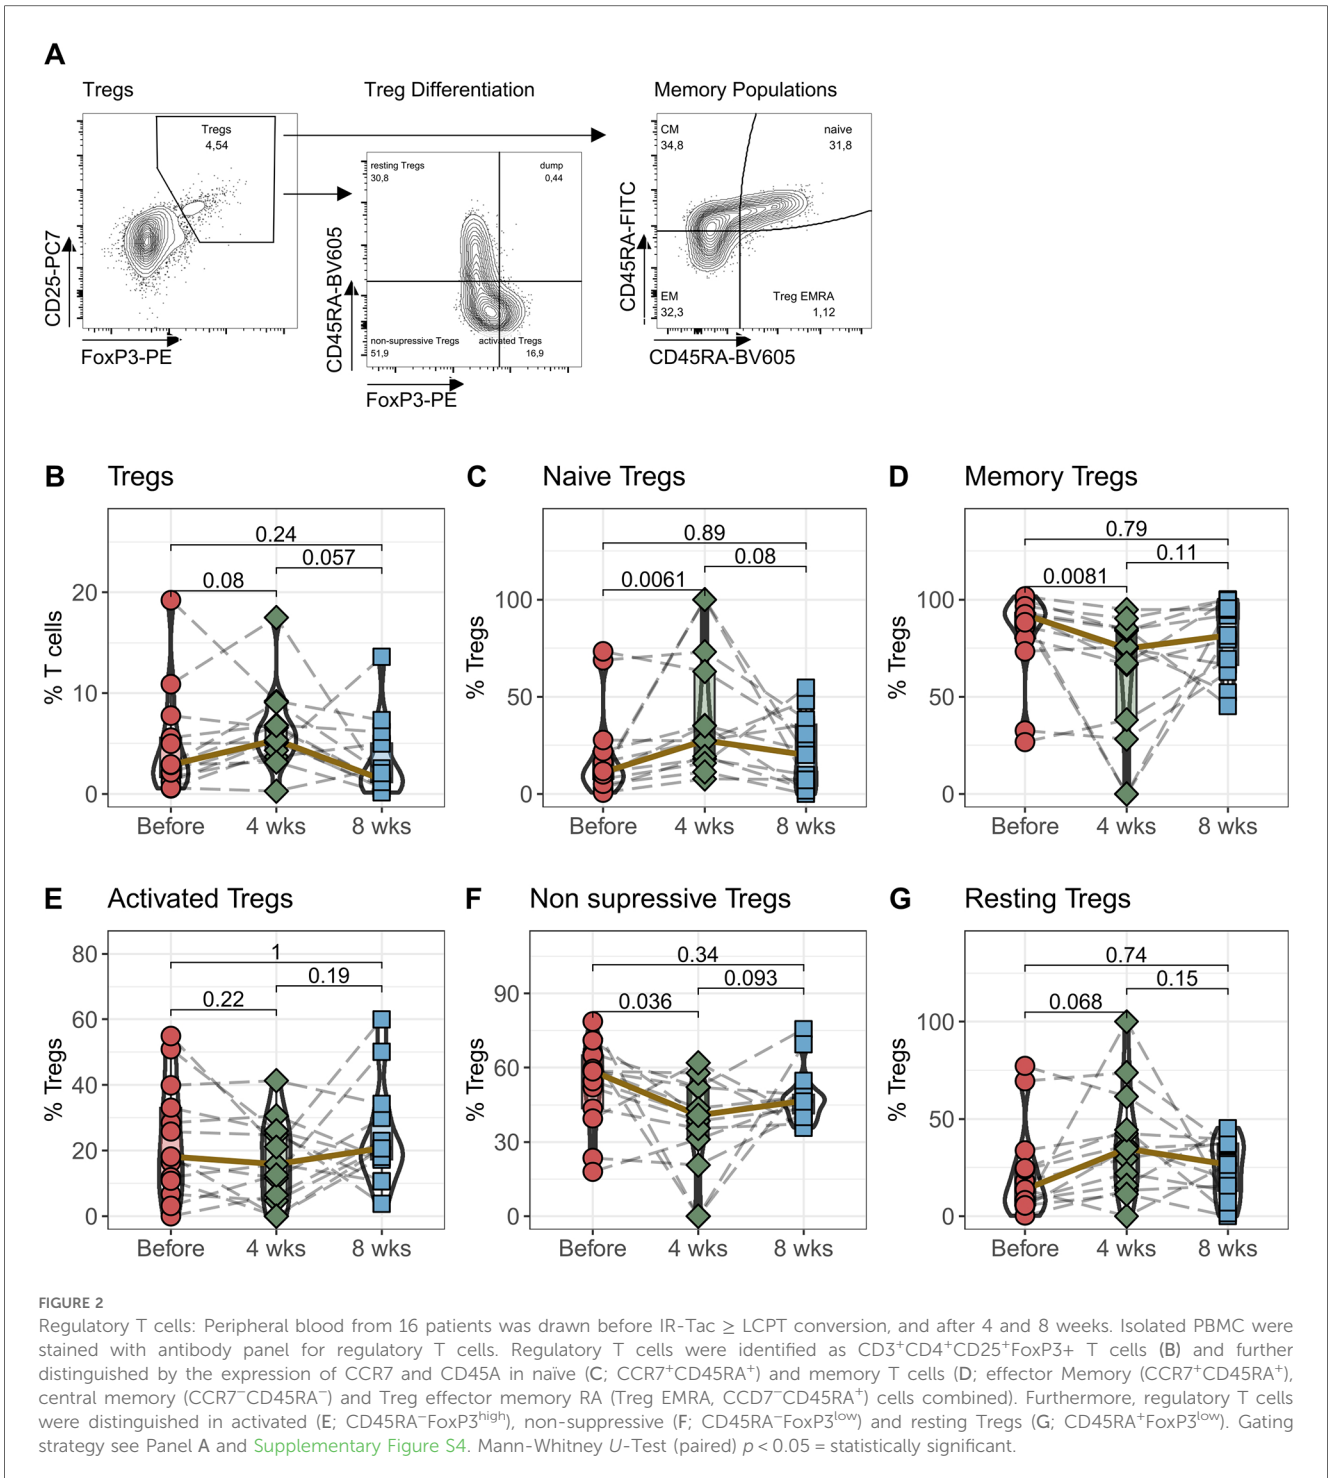 A
Tregs
Treg Differentiation
Memory Populations
Tregs
4,54
CD25-PC7
FoxP3-PE
resting Tregs
30,8
dump
0,44
non-supressive Tregs
51,9
activated Tregs
16,9
CD45RA-BV605
FoxP3-PE
CM
34,8
naive
31,8
EM
32,3
Treg EMRA
1,12
CD45RA-FITC
CD45RA-BV605
B Tregs
0.24
0.057
0.08
% T cells
20
10
0
Before 4 wks 8 wks
C Naive Tregs
0.89
0.08
0.0061
% Tregs
100
50
0
Before 4 wks 8 wks
D Memory Tregs
0.79
0.11
0.0081
% Tregs
100
50
0
Before 4 wks 8 wks
E Activated Tregs
1
0.19
0.22
% Tregs
80
60
40
20
0
Before 4 wks 8 wks
F Non supressive Tregs
0.34
0.093
0.036
% Tregs
90
60
30
0
Before 4 wks 8 wks
G Resting Tregs
0.74
0.15
0.068
% Tregs
100
50
0
Before 4 wks 8 wks
FIGURE 2
Regulatory T cells: Peripheral blood from 16 patients was drawn before IR-Tac ≥ LCPT conversion, and after 4 and 8 weeks. Isolated PBMC were
stained with antibody panel for regulatory T cells. Regulatory T cells were identified as CD3⁺CD4⁺CD25⁺FoxP3+ T cells (B) and further
distinguished by the expression of CCR7 and CD45A in naïve (C; CCR7⁺CD45RA⁺) and memory T cells (D; effector Memory (CCR7⁺CD45RA⁺),
central memory (CCR7⁻CD45RA⁻) and Treg effector memory RA (Treg EMRA, CCD7⁻CD45RA⁺) cells combined). Furthermore, regulatory T cells
were distinguished in activated (E; CD45RA⁻FoxP3ʰⁱᵍʰ), non-suppressive (F; CD45RA⁻FoxP3ˡᵒʷ) and resting Tregs (G; CD45RA⁺FoxP3ˡᵒʷ). Gating
strategy see Panel A and Supplementary Figure S4. Mann-Whitney U-Test (paired) p < 0.05 = statistically significant.